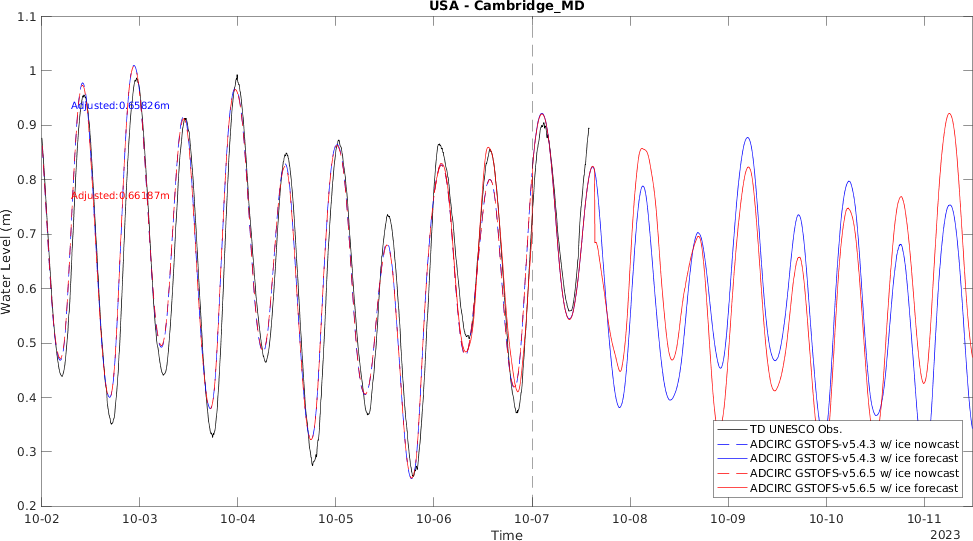 USA - Cambridge_MD
1.1
1
0.9
0.8
0.7
0.6
0.5
0.4
0.3
0.2
Water Level (m)
Adjusted:0.65826m
Adjusted:0.66187m
TD UNESCO Obs.
ADCIRC GSTOFS-v5.4.3 w/ ice nowcast
ADCIRC GSTOFS-v5.4.3 w/ ice forecast
ADCIRC GSTOFS-v5.6.5 w/ ice nowcast
ADCIRC GSTOFS-v5.6.5 w/ ice forecast
10-02 10-03 10-04 10-05 10-06 10-07 10-08 10-09 10-10 10-11
Time
2023